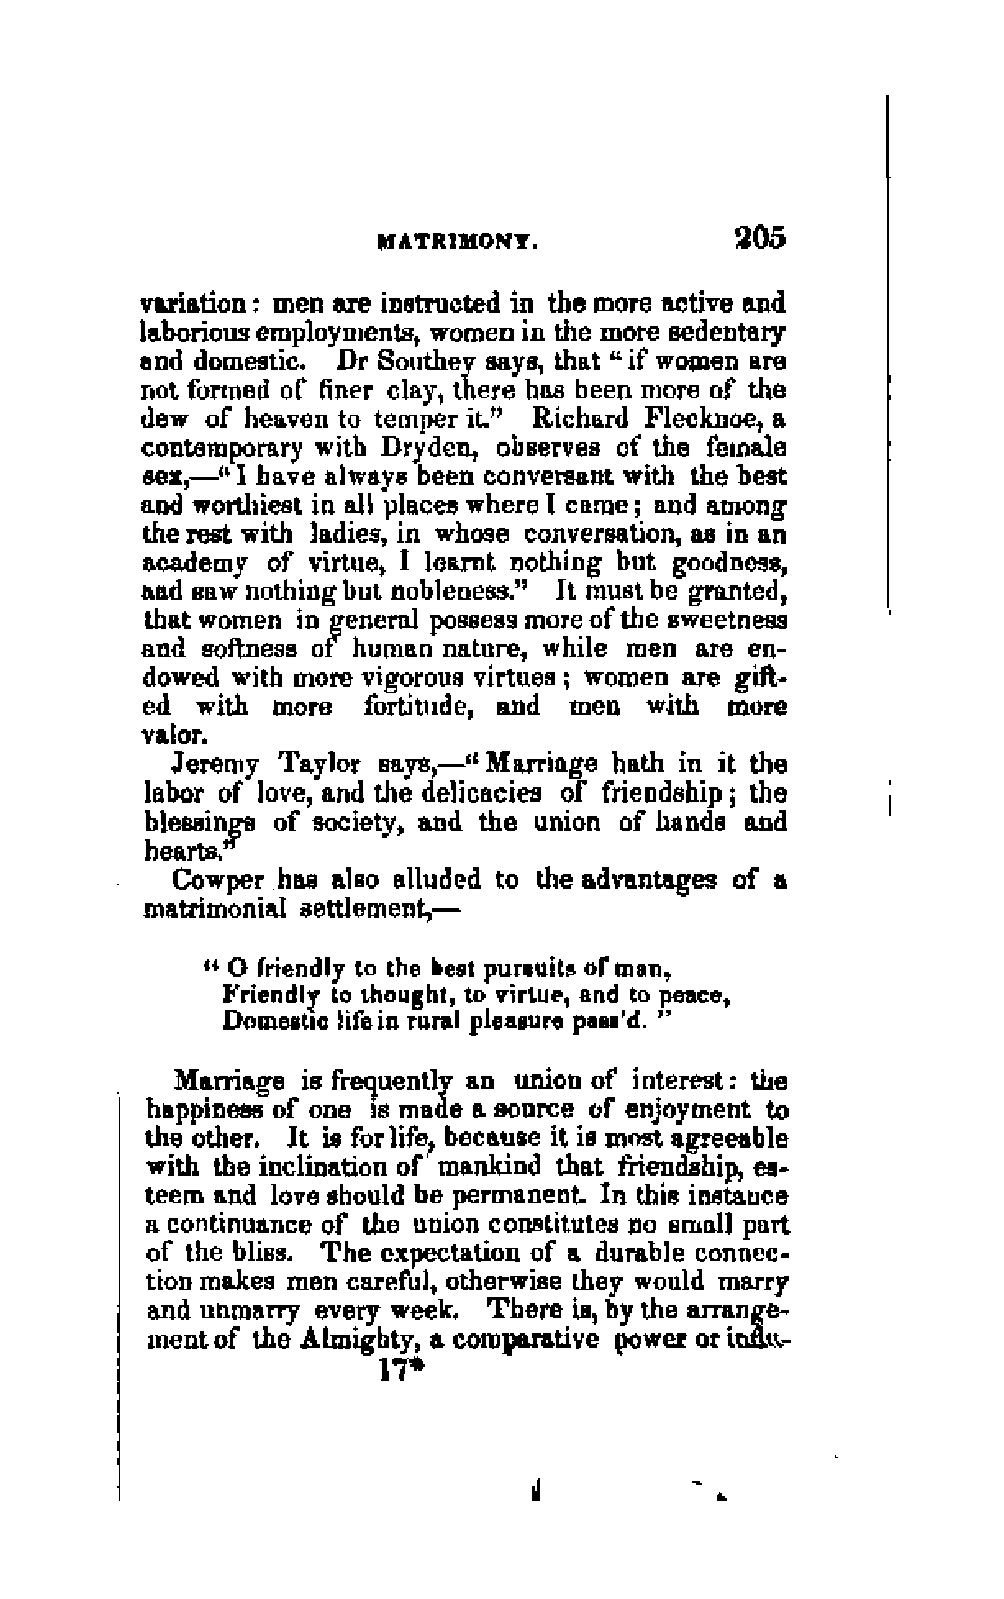 MATRIMONY. 205
variation: men are instructed in the more active and
laborious employments, women in the more sedentary
and domestic. Dr Southey says, that “if women are
not formed of finer clay, there has been more of the
dew of heaven to temper it.” Richard Flecknoe, a
contemporary with Dryden, observes of the female
sex,—“I have always been conversant with the best
and worthiest in all places where I came; and among
the rest with ladies, in whose conversation, as in an
academy of virtue, I learnt nothing but goodness,
and saw nothing but nobleness.” It must be granted,
that women in general possess more of the sweetness
and softness of human nature, while men are en-
dowed with more vigorous virtues; women are gift-
ed with more fortitude, and men with more
valor.
Jeremy Taylor says,—“Marriage hath in it the
labor of love, and the delicacies of friendship; the
blessings of society, and the union of hands and
hearts.”
Cowper has also alluded to the advantages of a
matrimonial settlement,—
“O friendly to the best pursuits of man,
Friendly to thought, to virtue, and to peace,
Domestic life in rural pleasure pass'd.”
Marriage is frequently an union of interest: the
happiness of one is made a source of enjoyment to
the other. It is for life, because it is most agreeable
with the inclination of mankind that friendship, es-
teem and love should be permanent. In this instance
a continuance of the union constitutes no small part
of the bliss. The expectation of a durable connec-
tion makes men careful, otherwise they would marry
and unmarry every week. There is, by the arrange-
ment of the Almighty, a comparative power or influ-
17*